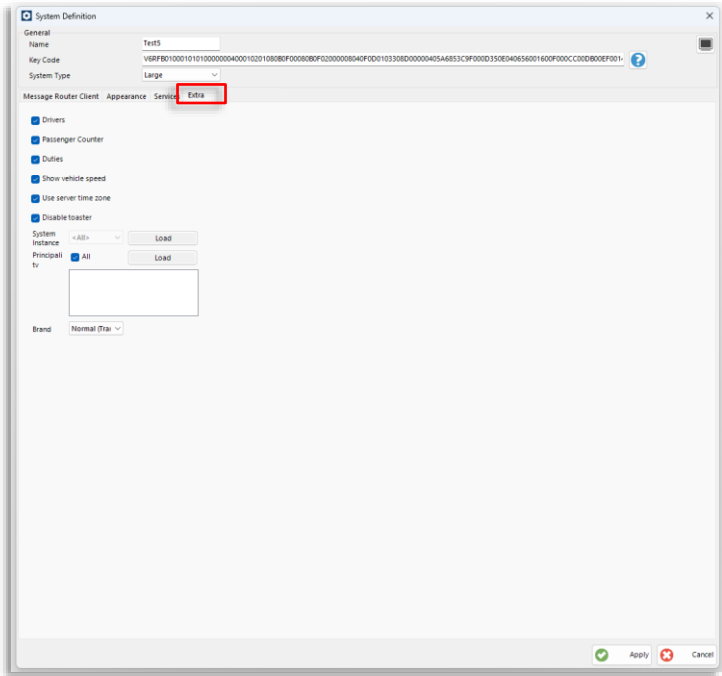 System Definition
General
Name Test5
Key Code V6RFB01000101010000000400010201080B0F00080B0F02000008040F0D0103308D00000405A6853C9F000D350E040656001600F000CC00DB00EF001
System Type Large
Message Router Client Appearance Service Extra
Drivers
Passenger Counter
Duties
Show vehicle speed
Use server time zone
Disable toaster
System Instance <All> Load
Principali ty All Load
Brand Normal (Tra
Apply Cancel